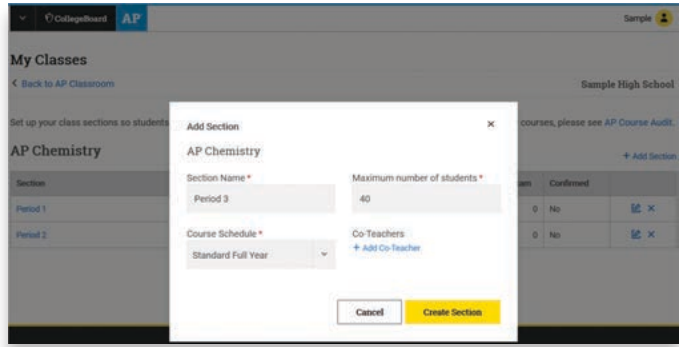 CollegeBoard AP Sample
My Classes
Back to AP Classroom
Sample High School
Set up your class sections so students
courses, please see AP Course Audit.
AP Chemistry
+ Add Section
Section
am Confirmed
Period 1
0 No
Period 2
0 No
Add Section
AP Chemistry
Section Name * Maximum number of students *
Period 3 40
Course Schedule * Co-Teachers
Standard Full Year + Add Co-Teacher
Cancel Create Section